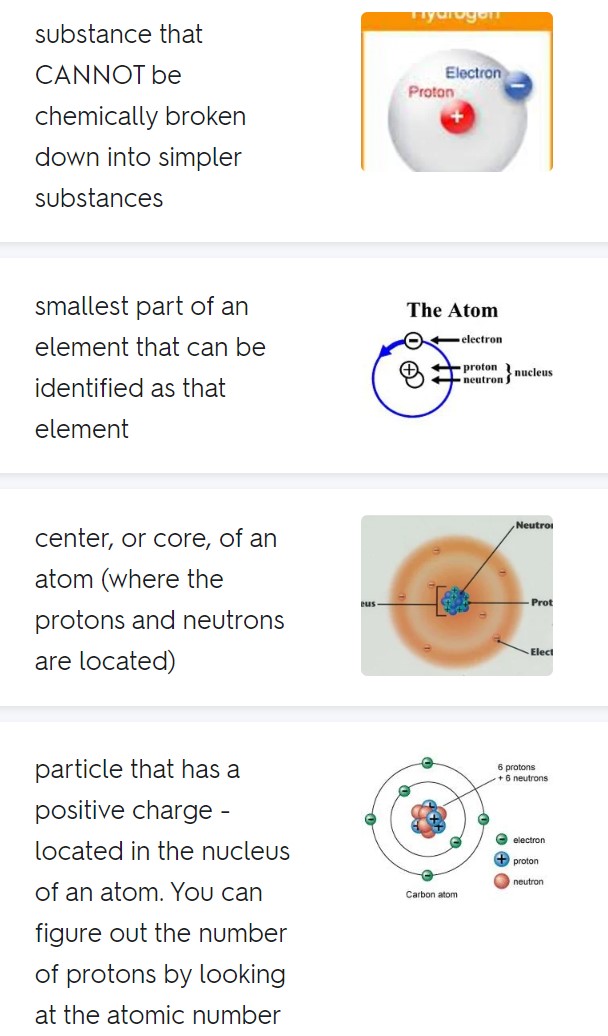 substance that
CANNOT be
chemically broken
down into simpler
substances
Hydrogen
Electron
Proton
smallest part of an
element that can be
identified as that
element
The Atom
electron
proton
neutron
nucleus
center, or core, of an
atom (where the
protons and neutrons
are located)
Neutro
eus
Prot
Elect
particle that has a
positive charge -
located in the nucleus
of an atom. You can
figure out the number
of protons by looking
at the atomic number
6 protons
+ 6 neutrons
electron
proton
neutron
Carbon atom